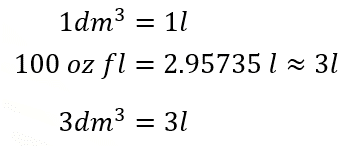 1dm³ = 1l
100 oz fl = 2.95735 l ≈ 3l
3dm³ = 3l